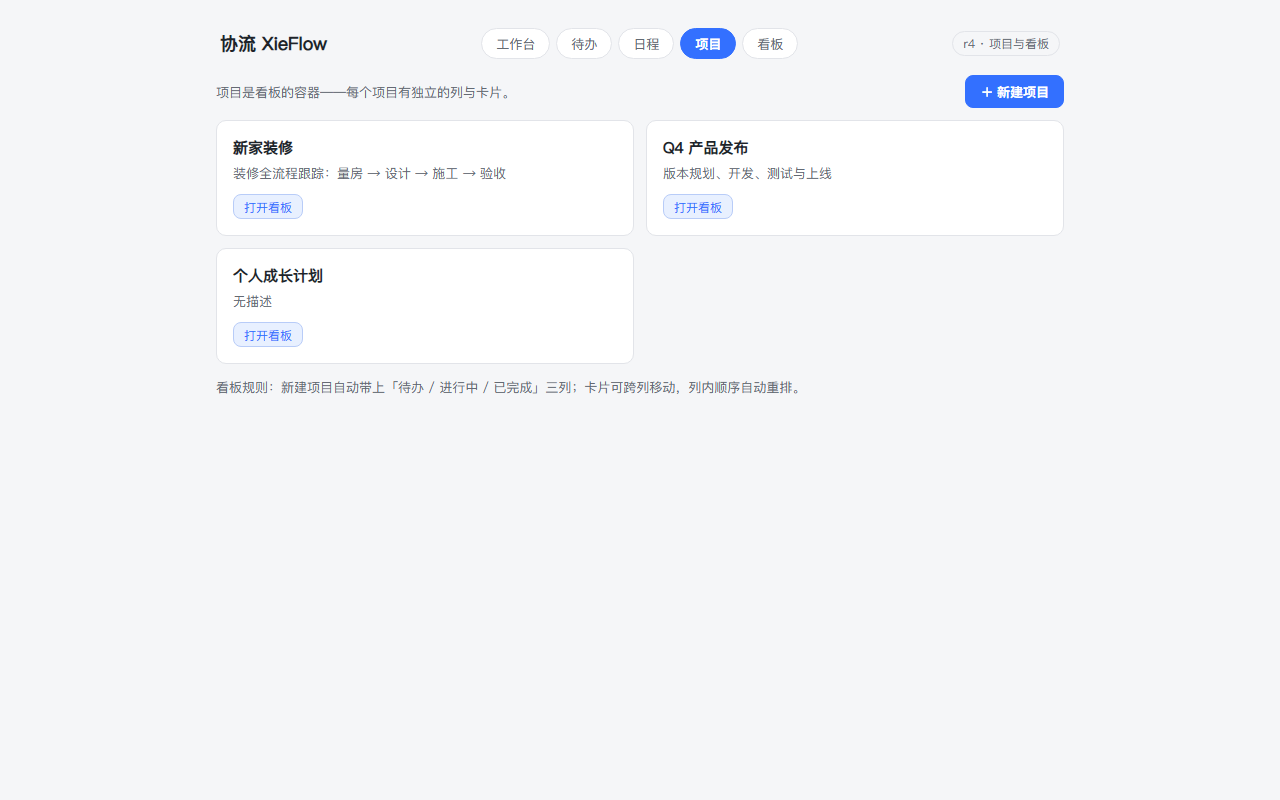 协流 XieFlow
工作台
待办
日程
项目
看板
r4 · 项目与看板
项目是看板的容器——每个项目有独立的列与卡片。
＋ 新建项目
新家装修
装修全流程跟踪：量房 → 设计 → 施工 → 验收
打开看板
Q4 产品发布
版本规划、开发、测试与上线
打开看板
个人成长计划
无描述
打开看板
看板规则：新建项目自动带上「待办 / 进行中 / 已完成」三列；卡片可跨列移动，列内顺序自动重排。